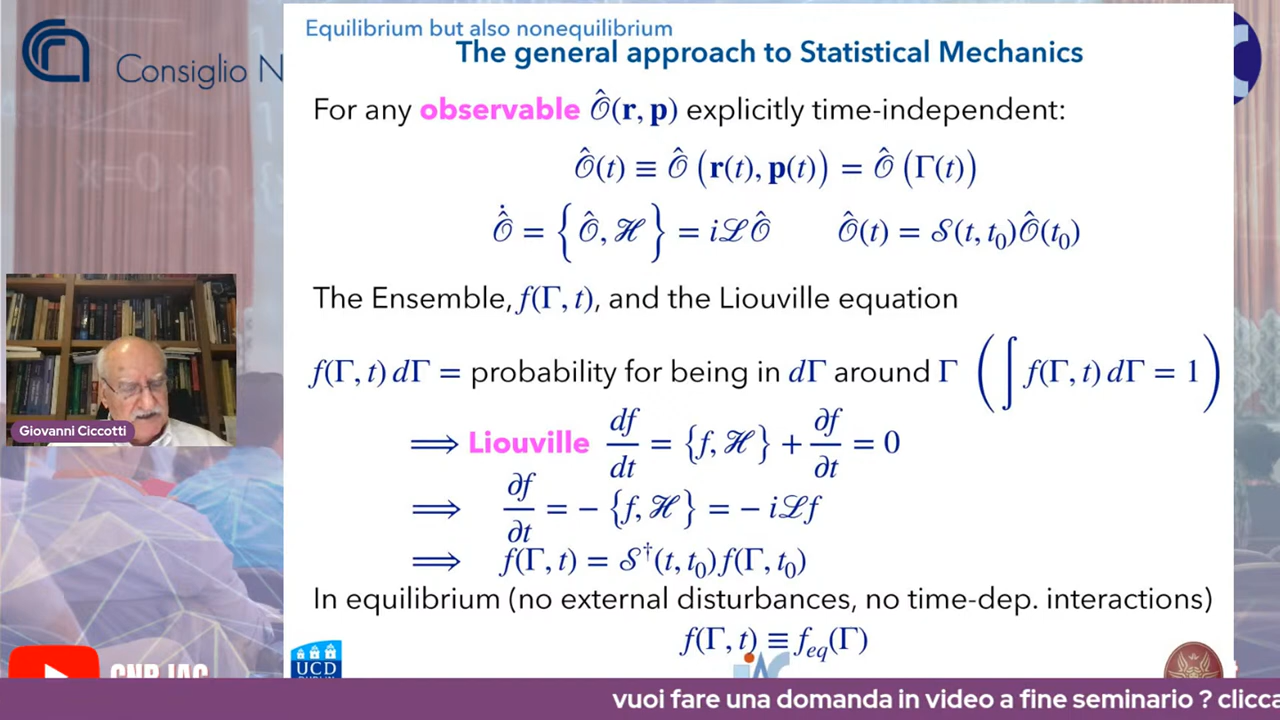 Consiglio N
Equilibrium but also nonequilibrium
The general approach to Statistical Mechanics
For any observable 𝒪̂(r, p) explicitly time-independent:
𝒪̂(t) ≡ 𝒪̂ (r(t), p(t)) = 𝒪̂ (Γ(t))
𝒪̂̇ = {𝒪̂, ℋ} = iℒ𝒪̂ 𝒪̂(t) = 𝒮(t, t₀)𝒪̂(t₀)
The Ensemble, f(Γ, t), and the Liouville equation
f(Γ, t) dΓ = probability for being in dΓ around Γ (∫ f(Γ, t) dΓ = 1)
⟹ Liouville df/dt = {f, ℋ} + ∂f/∂t = 0
⟹ ∂f/∂t = − {f, ℋ} = − iℒf
⟹ f(Γ, t) = 𝒮†(t, t₀)f(Γ, t₀)
In equilibrium (no external disturbances, no time-dep. interactions)
f(Γ, t) ≡ f_eq(Γ)
Giovanni Ciccotti
CNR IAC
UCD
DUBLIN
vuoi fare una domanda in video a fine seminario ? clicca